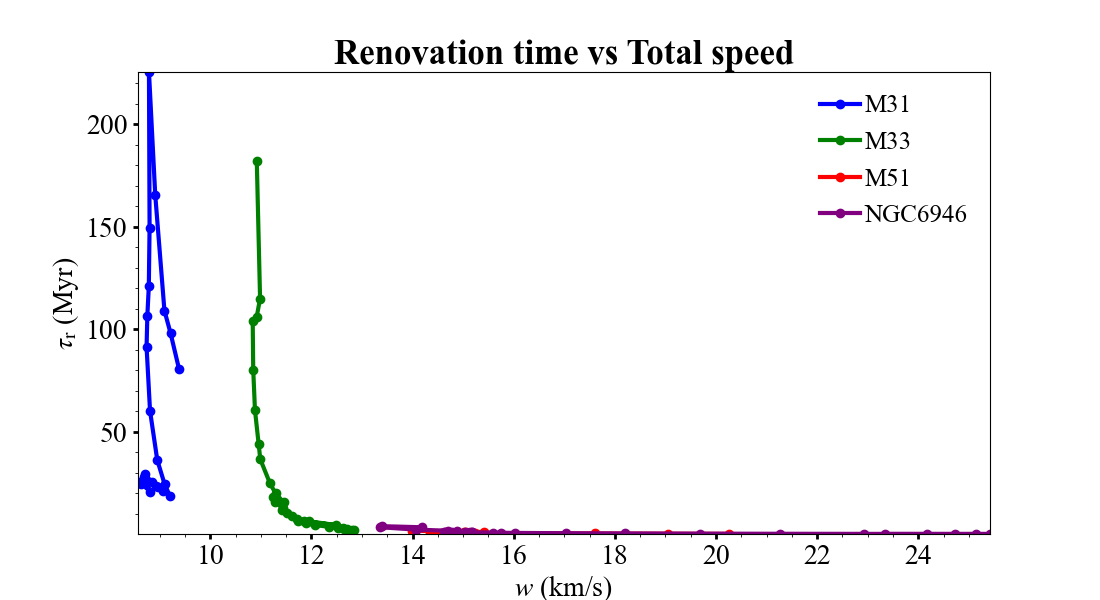 Renovation time vs Total speed
M31
M33
M51
NGC6946
200
150
100
50
τr (Myr)
10 12 14 16 18 20 22 24
w (km/s)